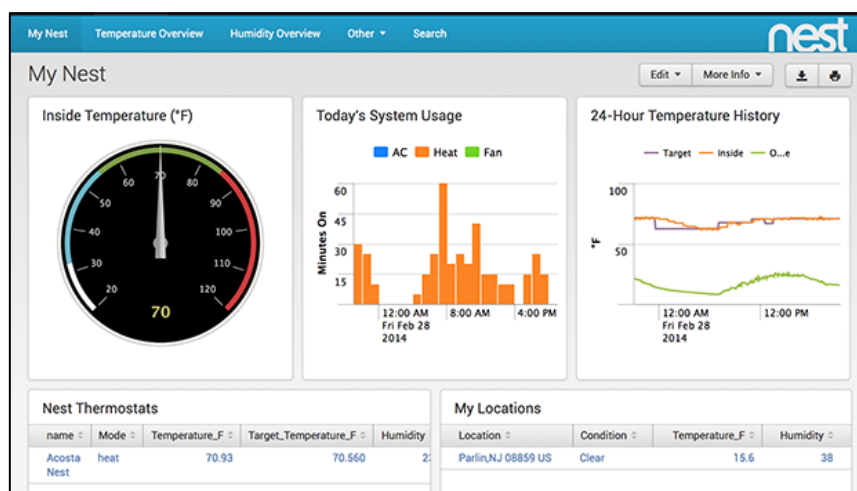 My Nest Temperature Overview Humidity Overview Other Search
nest
My Nest
Edit More Info
Inside Temperature (°F)
20 30 40 50 60 70 80 90 100 110 120
70
Today's System Usage
AC Heat Fan
Minutes On
60
45
30
15
12:00 AM 8:00 AM 4:00 PM
Fri Feb 28
2014
24-Hour Temperature History
Target Inside O...e
°F
100
50
12:00 AM 12:00 PM
Fri Feb 28
2014
Nest Thermostats
name Mode Temperature_F Target_Temperature_F Humidity
Acosta heat 70.93 70.560
Nest
My Locations
Location Condition Temperature_F Humidity
Parlin,NJ 08859 US Clear 15.6 38